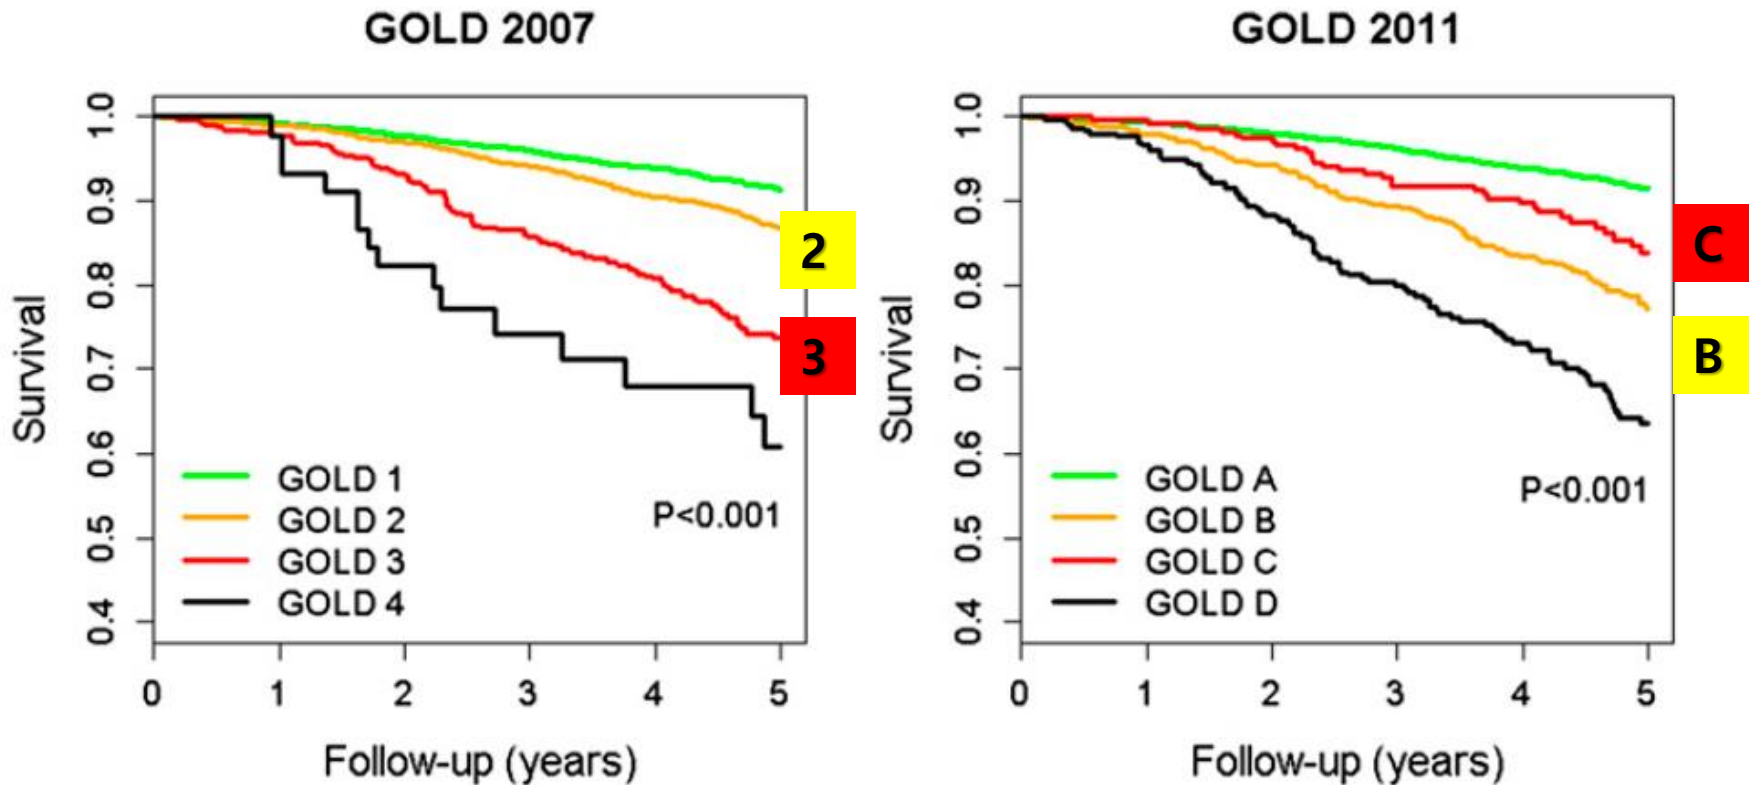 GOLD 2007
Survival
1.0
0.9
0.8
0.7
0.6
0.5
0.4
2
3
GOLD 1
GOLD 2
GOLD 3
GOLD 4
P<0.001
0 1 2 3 4 5
Follow-up (years)
GOLD 2011
Survival
1.0
0.9
0.8
0.7
0.6
0.5
0.4
C
B
GOLD A
GOLD B
GOLD C
GOLD D
P<0.001
0 1 2 3 4 5
Follow-up (years)